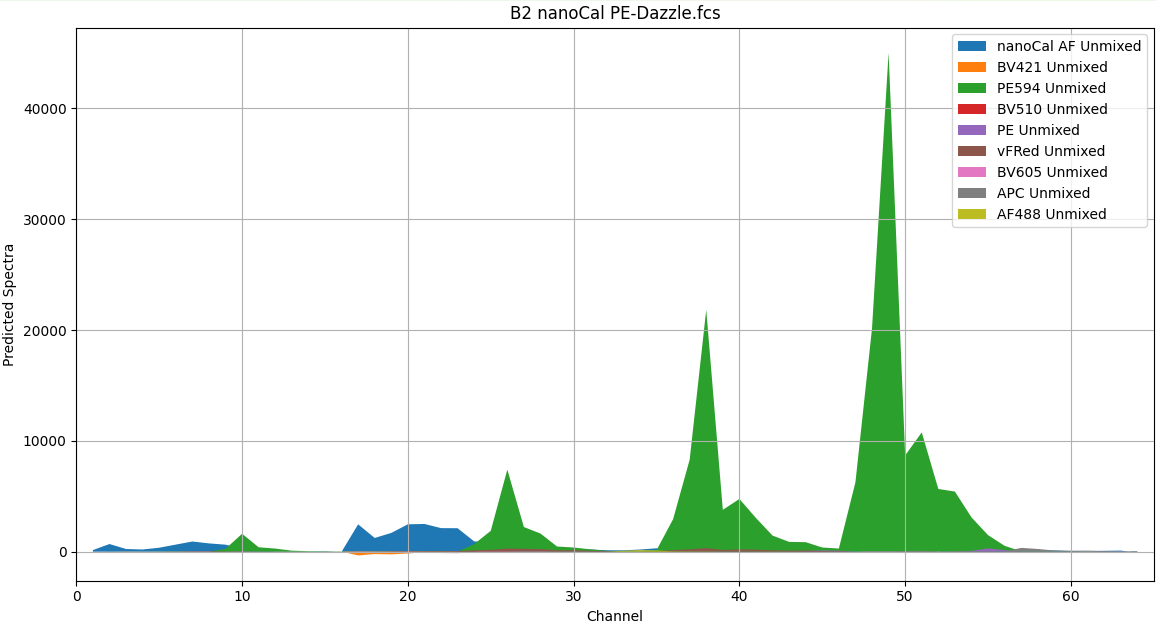 B2 nanoCal PE-Dazzle.fcs
nanoCal AF Unmixed
BV421 Unmixed
PE594 Unmixed
BV510 Unmixed
PE Unmixed
vFRed Unmixed
BV605 Unmixed
APC Unmixed
AF488 Unmixed
Predicted Spectra
40000
30000
20000
10000
0
0 10 20 30 40 50 60
Channel